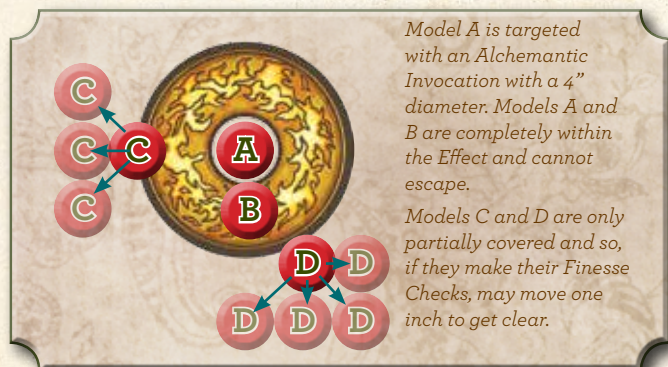 Model A is targeted
with an Alchemantic
Invocation with a 4”
diameter. Models A and
B are completely within
the Effect and cannot
escape.
Models C and D are only
partially covered and so,
if they make their Finesse
Checks, may move one
inch to get clear.
C
C C A
C B
D D
D D D